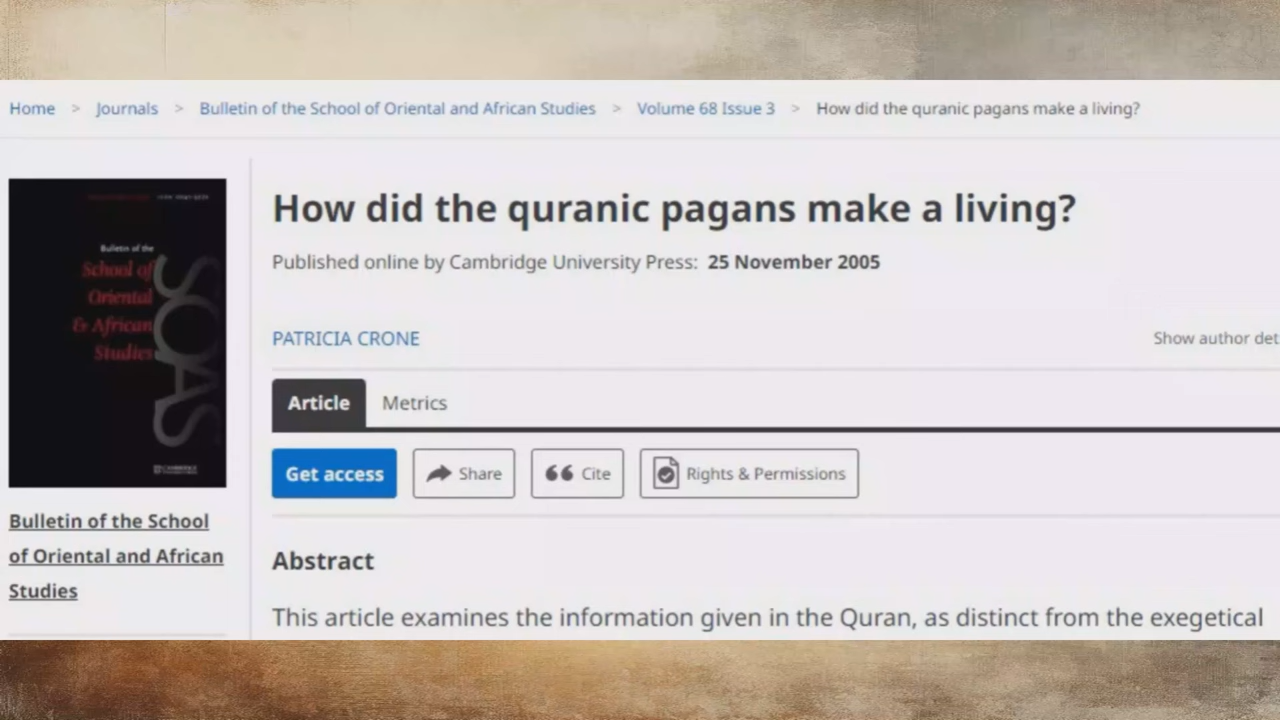 Home > Journals > Bulletin of the School of Oriental and African Studies > Volume 68 Issue 3 > How did the quranic pagans make a living?
Bulletin of the
School of
Oriental
& African
Studies
SOAS
CAMBRIDGE
Bulletin of the School
of Oriental and African
Studies
How did the quranic pagans make a living?
Published online by Cambridge University Press: 25 November 2005
PATRICIA CRONE
Show author det
Article Metrics
Get access Share Cite Rights & Permissions
Abstract
This article examines the information given in the Quran, as distinct from the exegetical